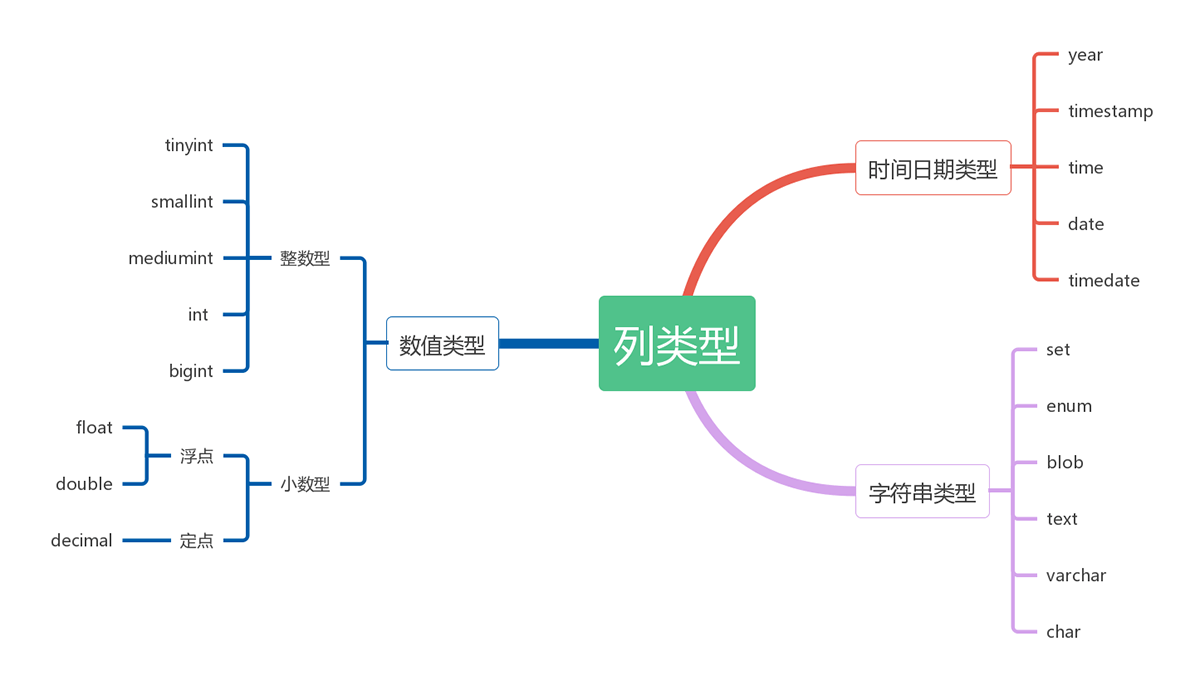 列类型
时间日期类型
year
timestamp
time
date
timedate
字符串类型
set
enum
blob
text
varchar
char
数值类型
整数型
tinyint
smallint
mediumint
int
bigint
小数型
浮点
float
double
定点
decimal